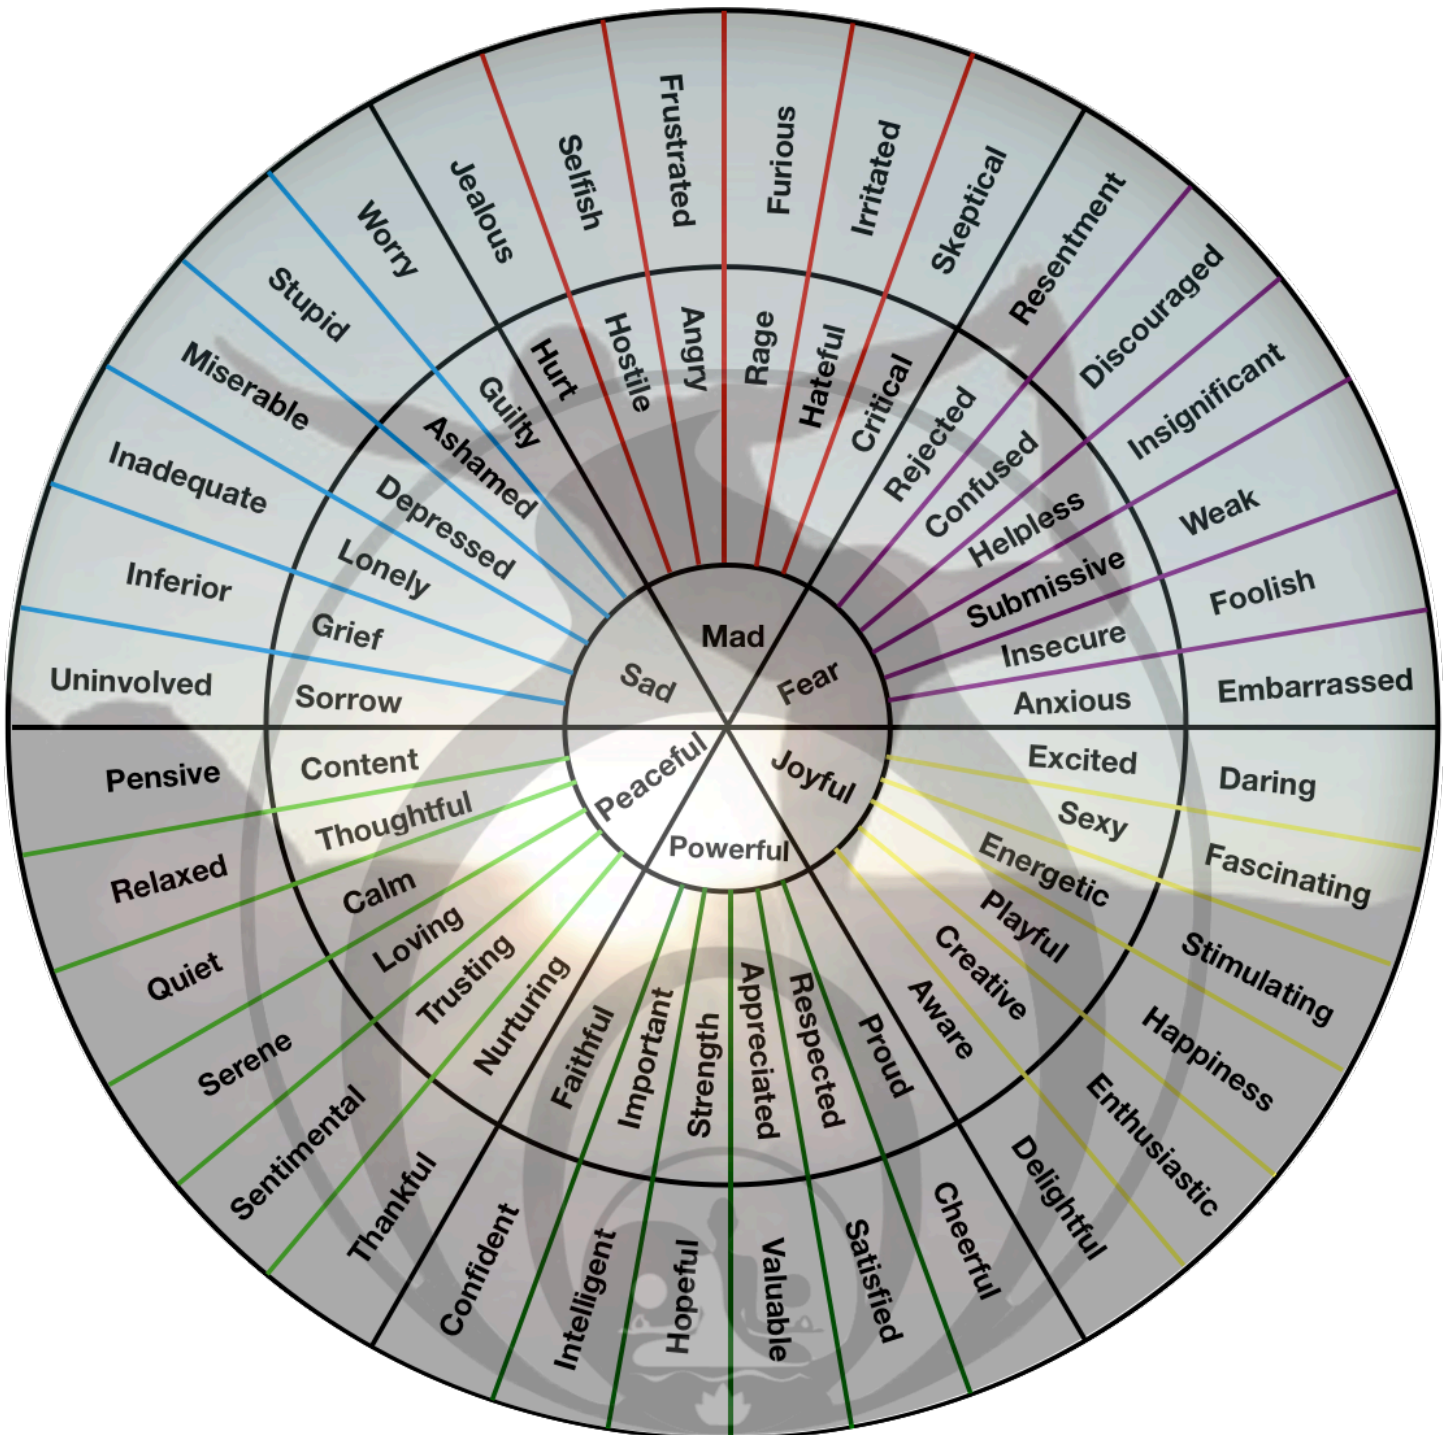 Mad
Fear
Joyful
Powerful
Peaceful
Sad
Hurt
Hostile
Angry
Rage
Hateful
Critical
Rejected
Confused
Helpless
Submissive
Insecure
Anxious
Excited
Sexy
Energetic
Playful
Creative
Aware
Proud
Respected
Appreciated
Strength
Important
Faithful
Nurturing
Trusting
Loving
Calm
Thoughtful
Content
Sorrow
Grief
Lonely
Depressed
Ashamed
Guilty
Jealous
Selfish
Frustrated
Furious
Irritated
Skeptical
Resentment
Discouraged
Insignificant
Weak
Foolish
Embarrassed
Daring
Fascinating
Stimulating
Happiness
Enthusiastic
Delightful
Cheerful
Satisfied
Valuable
Hopeful
Intelligent
Confident
Thankful
Sentimental
Serene
Quiet
Relaxed
Pensive
Uninvolved
Inferior
Inadequate
Miserable
Stupid
Worry